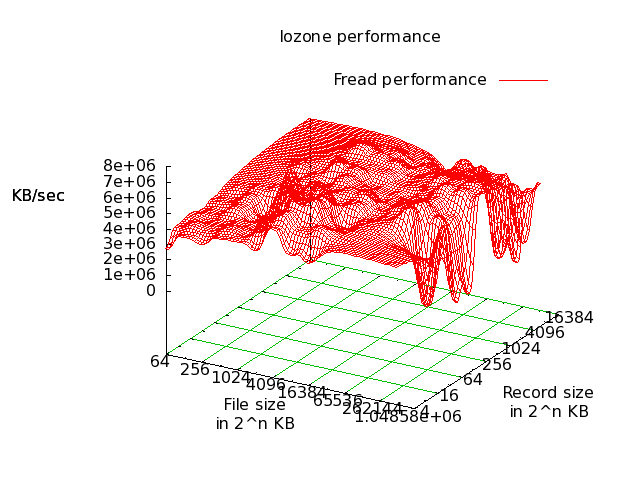 Iozone performance
Fread performance
KB/sec
8e+06
7e+06
6e+06
5e+06
4e+06
3e+06
2e+06
1e+06
0
64
256
1024
4096
16384
65536
262144
1.04858e+06
File size
in 2^n KB
4
16
64
256
1024
4096
16384
Record size
in 2^n KB